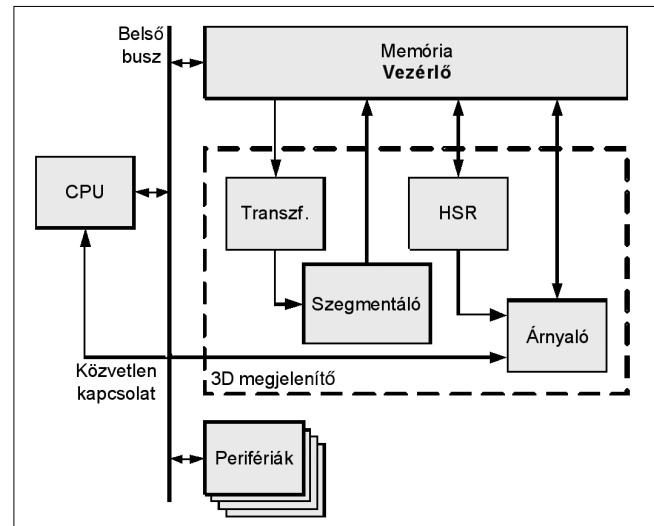 Belső
busz
Memória
Vezérlő
CPU
Transzf.
HSR
Szegmentáló
Árnyaló
Közvetlen
kapcsolat
3D megjelenítő
Perifériák